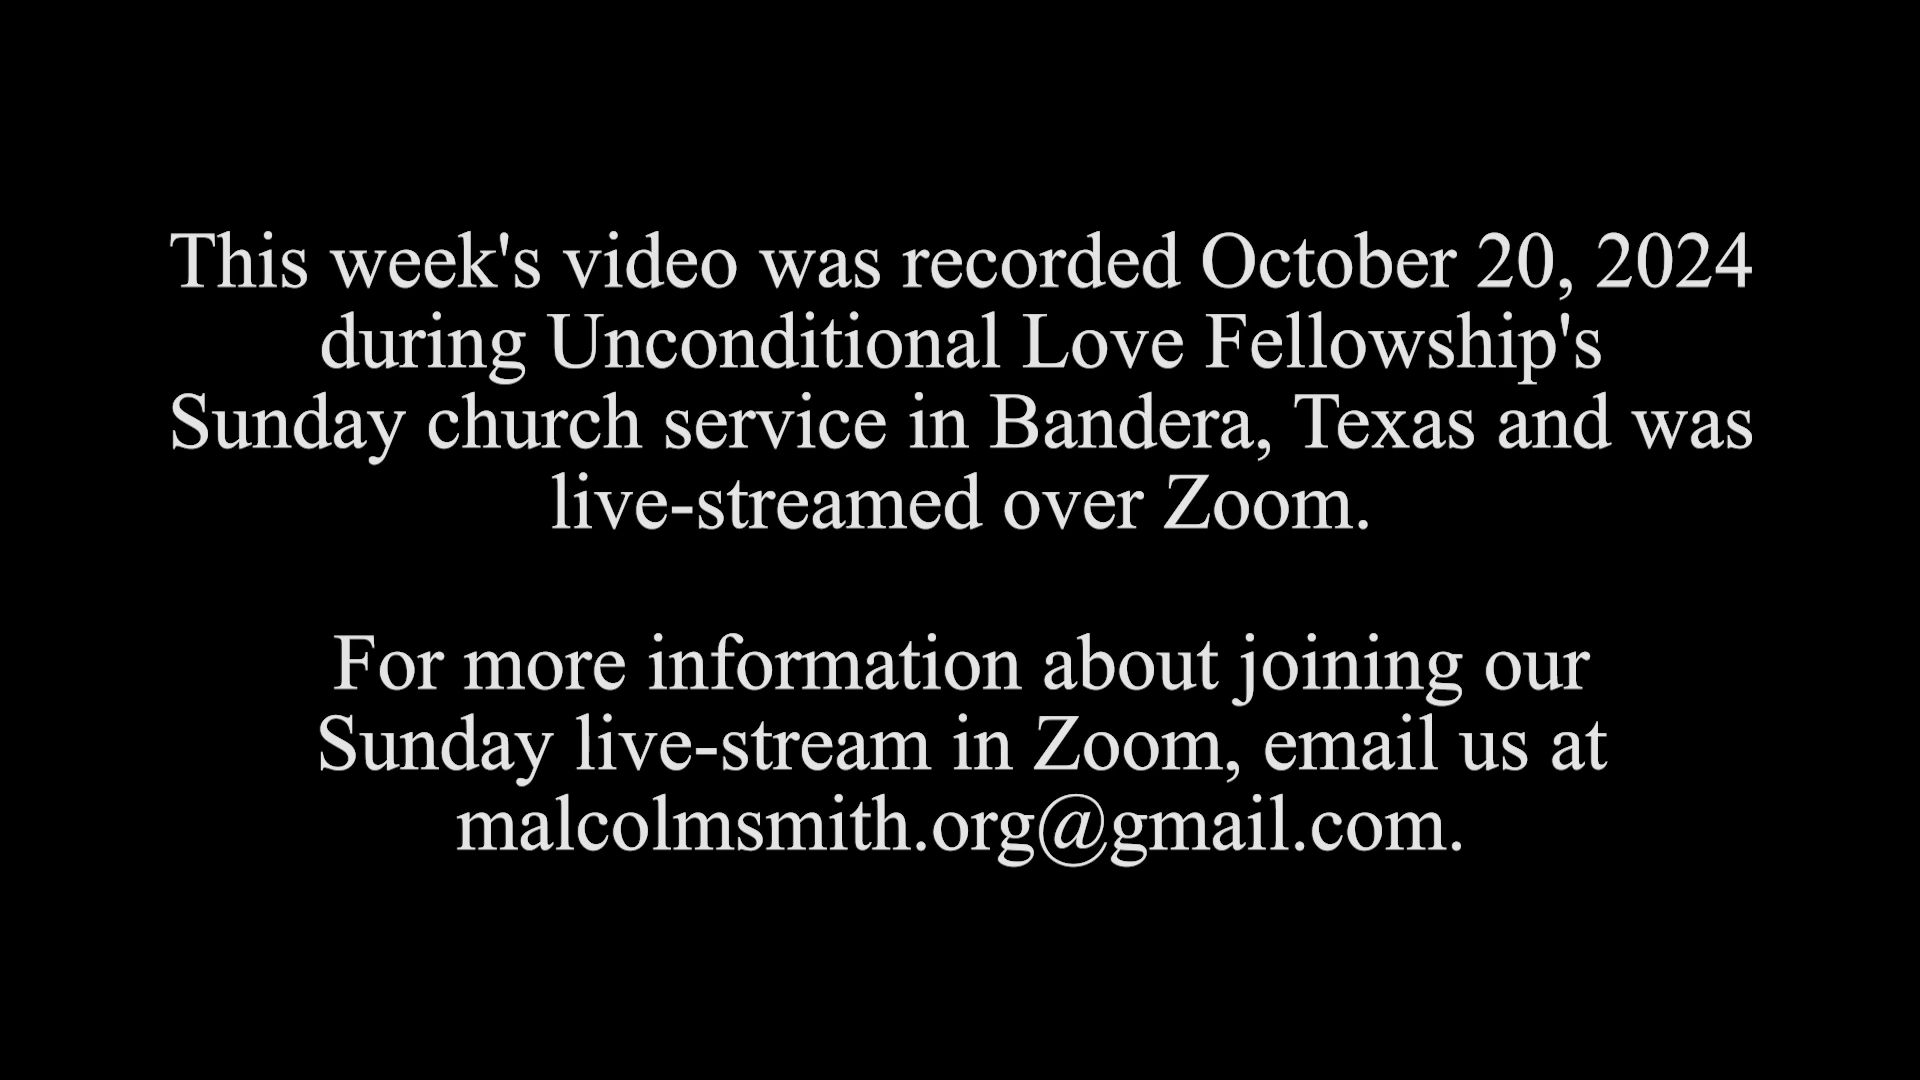 This week's video was recorded October 20, 2024
during Unconditional Love Fellowship's
Sunday church service in Bandera, Texas and was
live-streamed over Zoom.
For more information about joining our
Sunday live-stream in Zoom, email us at
malcolmsmith.org@gmail.com.